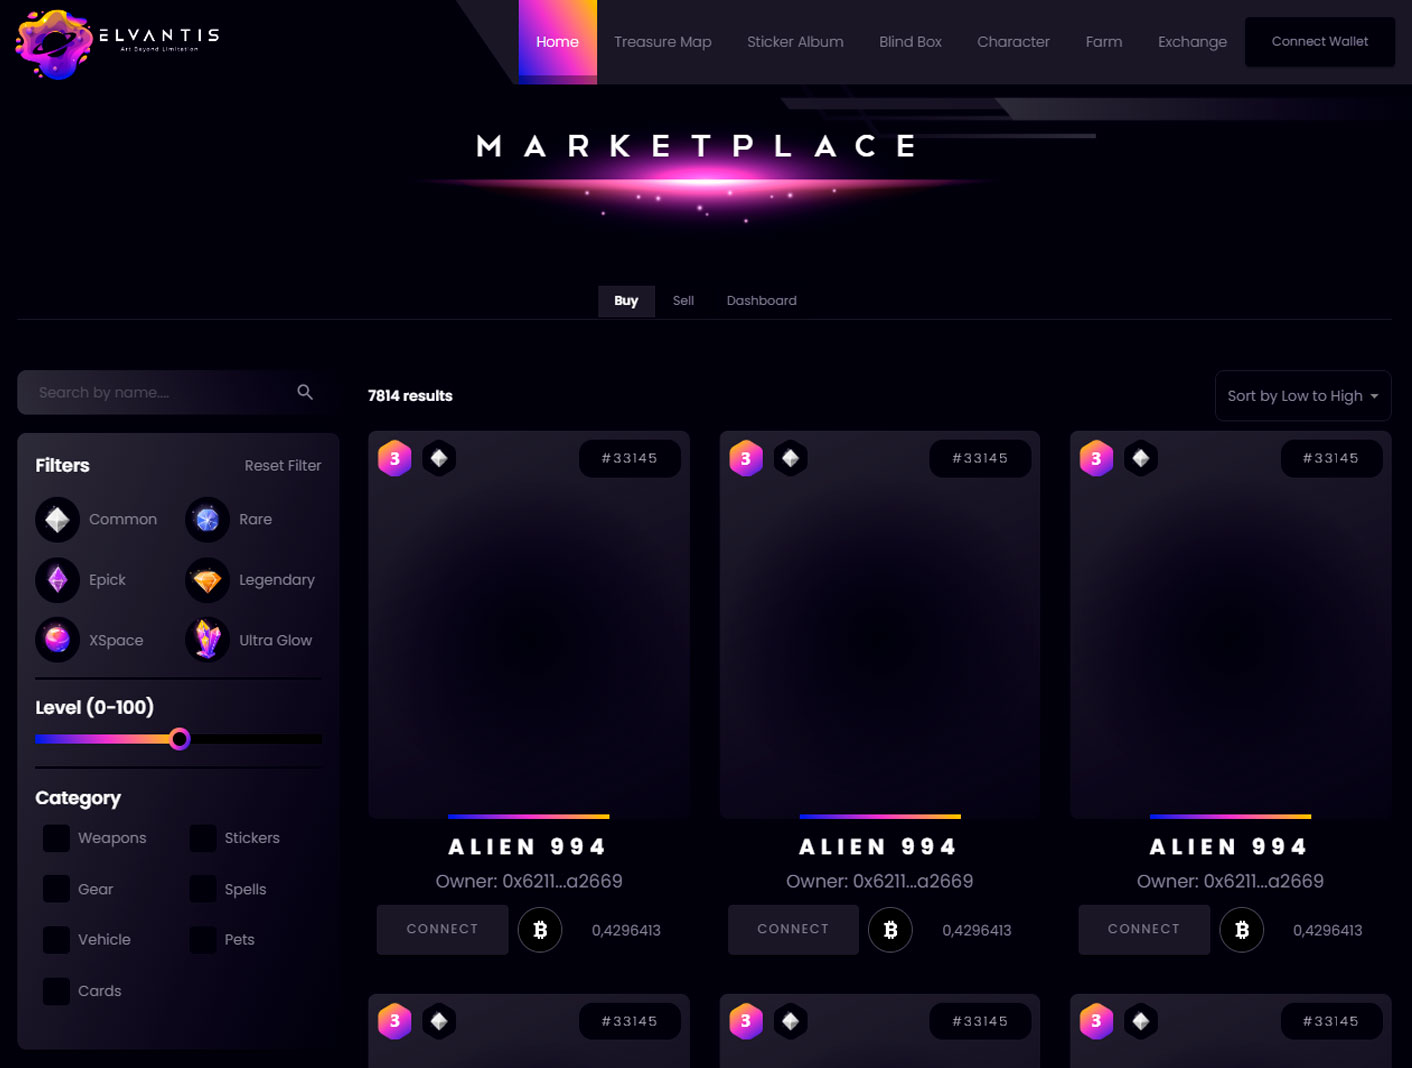 ELVANTIS
Art Beyond Limitation
Home Treasure Map Sticker Album Blind Box Character Farm Exchange Connect Wallet
MARKETPLACE
Buy Sell Dashboard
Search by name....
7814 results
Sort by Low to High
Filters Reset Filter
Common Rare
Epick Legendary
XSpace Ultra Glow
Level (0-100)
Category
Weapons Stickers
Gear Spells
Vehicle Pets
Cards
3 #33145
3 #33145
3 #33145
ALIEN 994
Owner: 0x6211...a2669
CONNECT 0,4296413
ALIEN 994
Owner: 0x6211...a2669
CONNECT 0,4296413
ALIEN 994
Owner: 0x6211...a2669
CONNECT 0,4296413
3 #33145
3 #33145
3 #33145